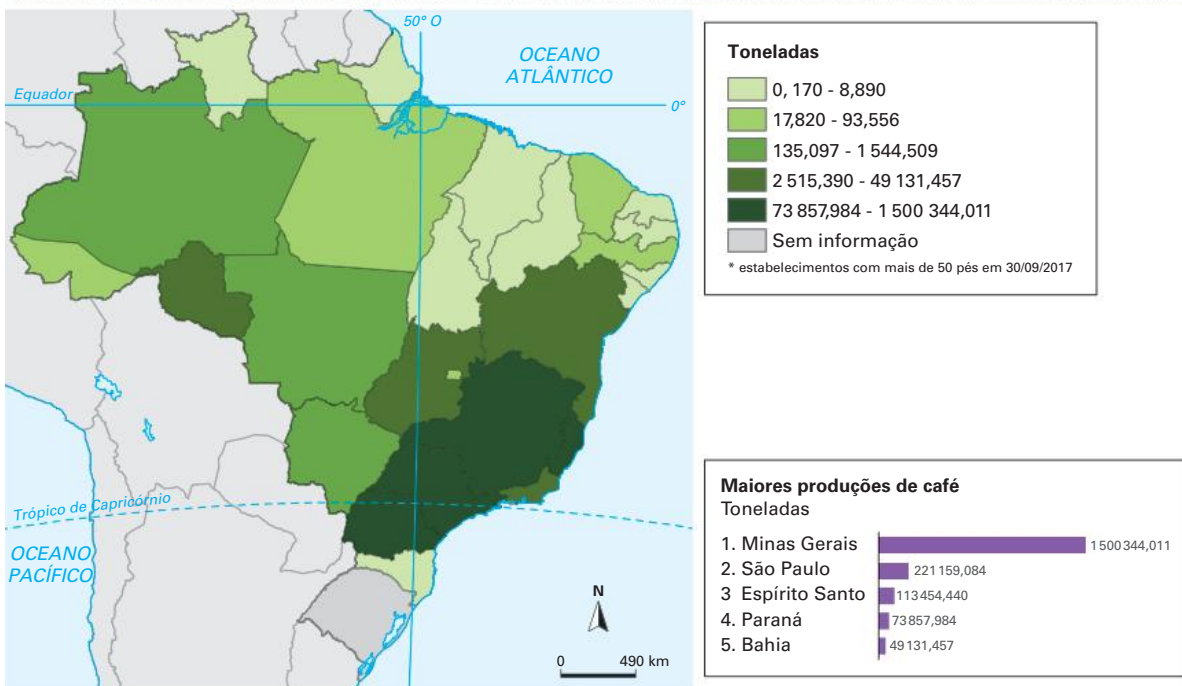 50° O
OCEANO
ATLÂNTICO
Equador
0°
Trópico de Capricórnio
OCEANO
PACÍFICO
N
0 490 km
Toneladas
0, 170 - 8,890
17,820 - 93,556
135,097 - 1 544,509
2 515,390 - 49 131,457
73 857,984 - 1 500 344,011
Sem informação
* estabelecimentos com mais de 50 pés em 30/09/2017
Maiores produções de café
Toneladas
1. Minas Gerais 1 500 344,011
2. São Paulo 221 159,084
3 Espírito Santo 113 454,440
4. Paraná 73 857,984
5. Bahia 49 131,457